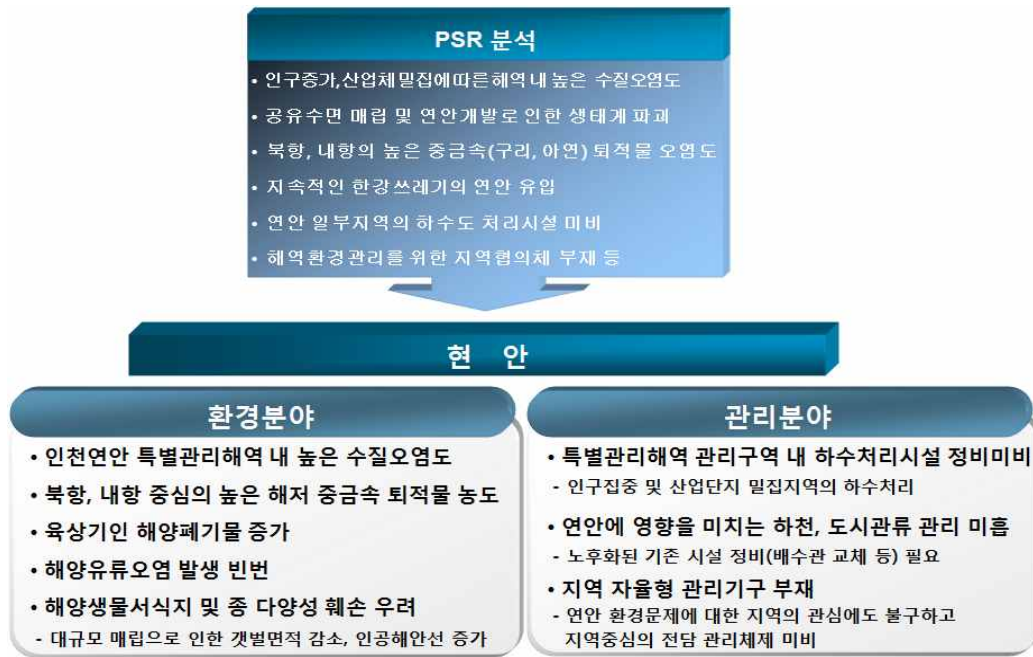 PSR 분석
• 인구증가,산업체밀집에따른해역내 높은 수질오염도
• 공유수면 매립 및 연안개발로 인한 생태계 파괴
• 북항, 내항의 높은 중금속(구리, 아연) 퇴적물 오염도
• 지속적인 한강쓰레기의 연안 유입
• 연안 일부지역의 하수도 처리시설 미비
• 해역환경관리를 위한 지역협의체 부재 등
현 안
환경분야
• 인천연안 특별관리해역 내 높은 수질오염도
• 북항, 내항 중심의 높은 해저 중금속 퇴적물 농도
• 육상기인 해양폐기물 증가
• 해양유류오염 발생 빈번
• 해양생물서식지 및 종 다양성 훼손 우려
- 대규모 매립으로 인한 갯벌면적 감소, 인공해안선 증가
관리분야
• 특별관리해역 관리구역 내 하수처리시설 정비미비
- 인구집중 및 산업단지 밀집지역의 하수처리
• 연안에 영향을 미치는 하천, 도시관류 관리 미흡
- 노후화된 기존 시설 정비(배수관 교체 등) 필요
• 지역 자율형 관리기구 부재
- 연안 환경문제에 대한 지역의 관심에도 불구하고
지역중심의 전담 관리체제 미비